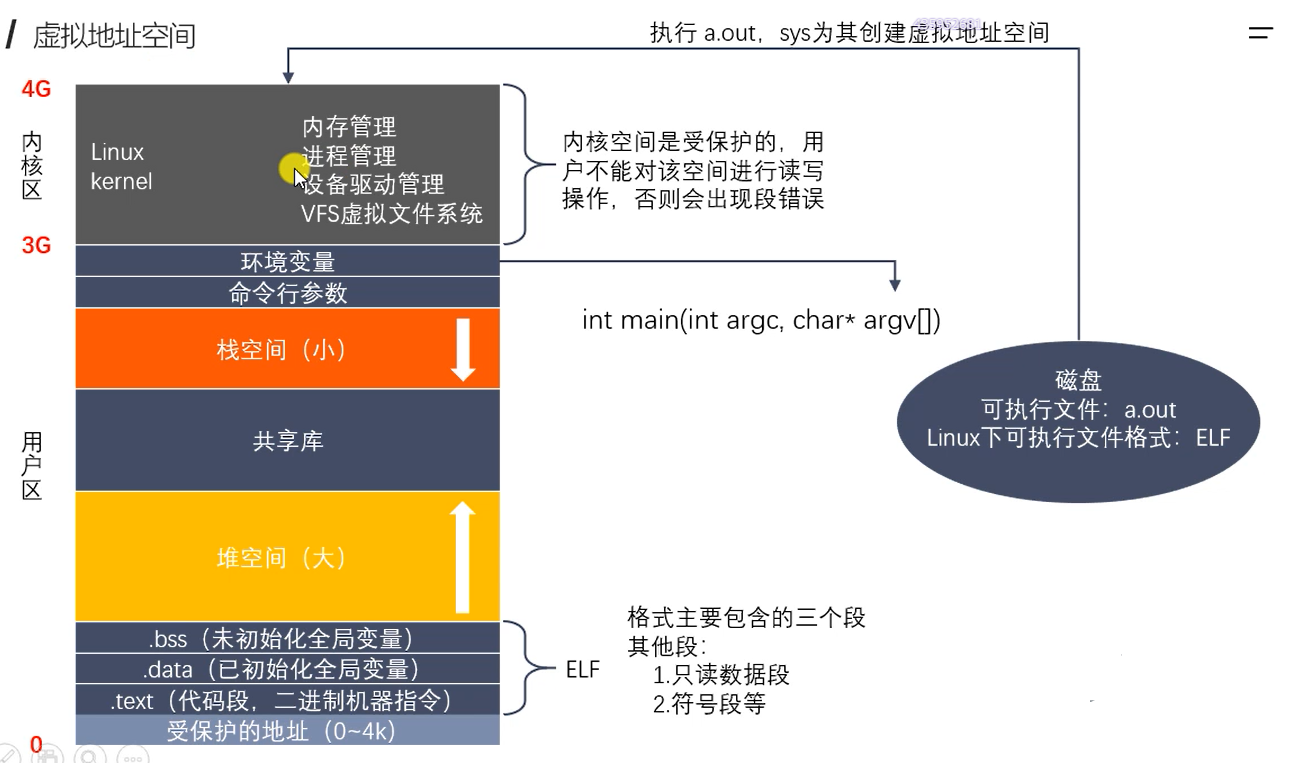 / 虚拟地址空间
执行 a.out，sys为其创建虚拟地址空间
4G
内核区
Linux
kernel
内存管理
进程管理
设备驱动管理
VFS虚拟文件系统
内核空间是受保护的，用
户不能对该空间进行读写
操作，否则会出现段错误
3G
环境变量
命令行参数
int main(int argc, char* argv[])
栈空间（小）
磁盘
可执行文件：a.out
Linux下可执行文件格式：ELF
共享库
用户区
堆空间（大）
.bss（未初始化全局变量）
.data（已初始化全局变量）
.text（代码段，二进制机器指令）
受保护的地址（0~4k）
0
ELF
格式主要包含的三个段
其他段：
1.只读数据段
2.符号段等